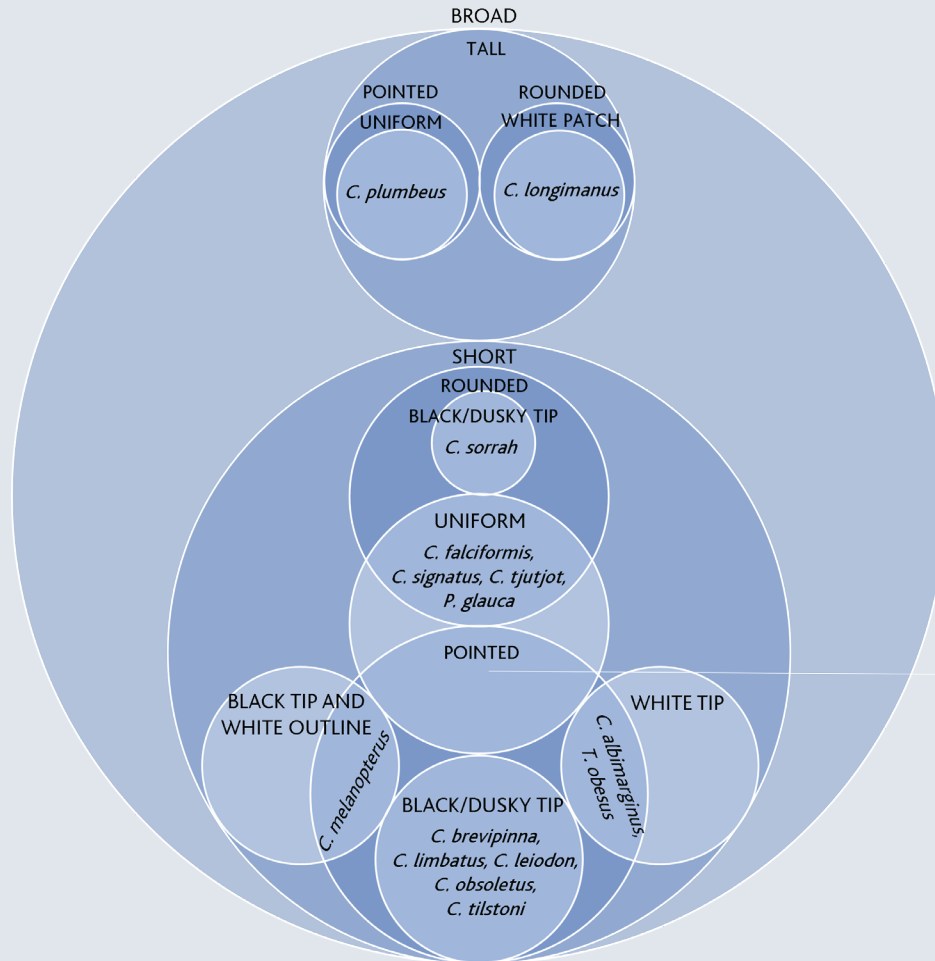 BROAD
TALL
POINTED
UNIFORM
C. plumbeus
ROUNDED
WHITE PATCH
C. longimanus
SHORT
ROUNDED
BLACK/DUSKY TIP
C. sorrah
UNIFORM
C. falciformis,
C. signatus, C. tjutjot,
P. glauca
POINTED
BLACK TIP AND
WHITE OUTLINE
C. melanopterus
WHITE TIP
C. albimarginus,
T. obesus
BLACK/DUSKY TIP
C. brevipinna,
C. limbatus, C. leiodon,
C. obsoletus,
C. tilstoni